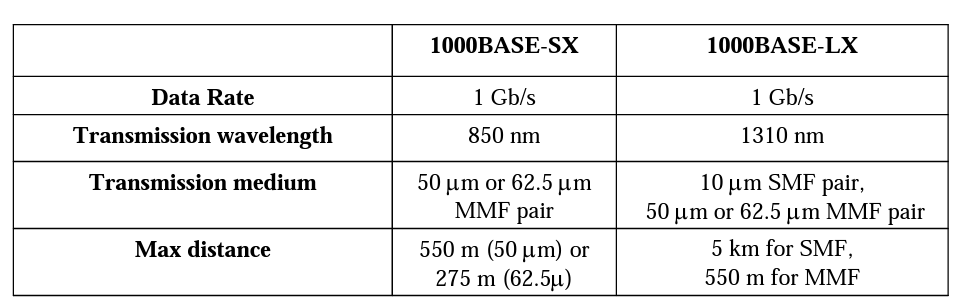 1000BASE-SX 1000BASE-LX
Data Rate 1 Gb/s 1 Gb/s
Transmission wavelength 850 nm 1310 nm
Transmission medium 50 μm or 62.5 μm 10 μm SMF pair,
MMF pair 50 μm or 62.5 μm MMF pair
Max distance 550 m (50 μm) or 5 km for SMF,
275 m (62.5μ) 550 m for MMF